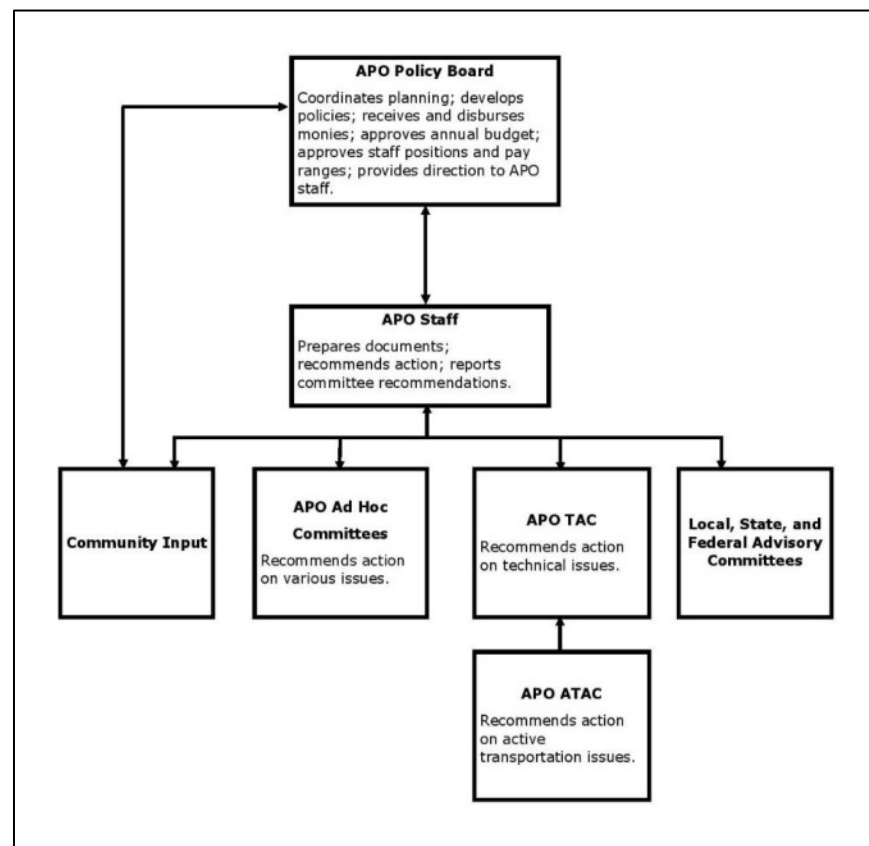 APO Policy Board
Coordinates planning; develops
policies; receives and disburses
monies; approves annual budget;
approves staff positions and pay
ranges; provides direction to APO
staff.
APO Staff
Prepares documents;
recommends action; reports
committee recommendations.
Community Input
APO Ad Hoc
Committees
Recommends action
on various issues.
APO TAC
Recommends action
on technical issues.
Local, State, and
Federal Advisory
Committees
APO ATAC
Recommends action
on active
transportation issues.